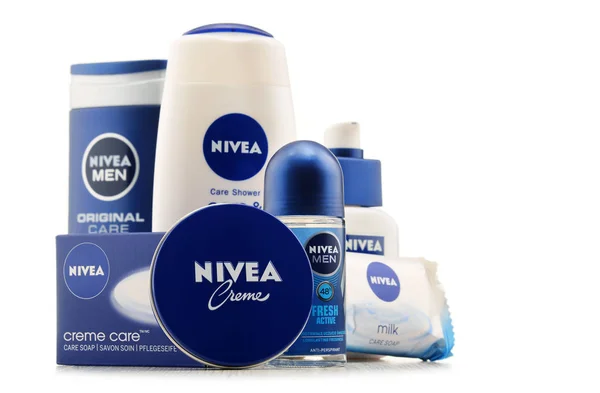 NIVEA
MEN
ORIGINAL
CARE
NIVEA
Care Shower
NIVEA
creme care
CARE SOAP | SAVON SOIN | PFLEGESEIFE
NIVEA
Creme
NIVEA
MEN
48h
FRESH
ACTIVE
ANTI-PERSPIRANT
NIVEA
NIVEA
milk
CARE SOAP